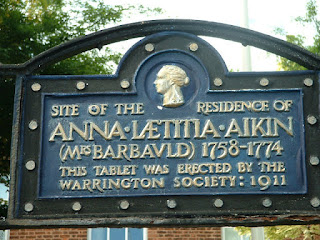 SITE OF THE RESIDENCE OF
ANNA·LÆTITIA·AIKIN
(MRS BARBAVLD) 1758-1774
THIS TABLET WAS ERECTED BY THE
WARRINGTON SOCIETY: 1911